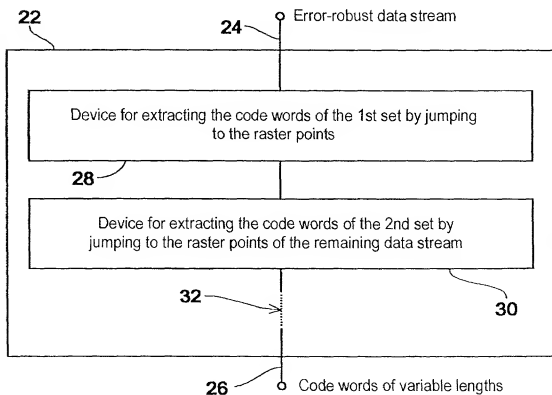 Error-robust data stream
24
22
Device for extracting the code words of the 1st set by jumping
to the raster points
28
Device for extracting the code words of the 2nd set by
jumping to the raster points of the remaining data stream
32
30
26
Code words of variable lengths